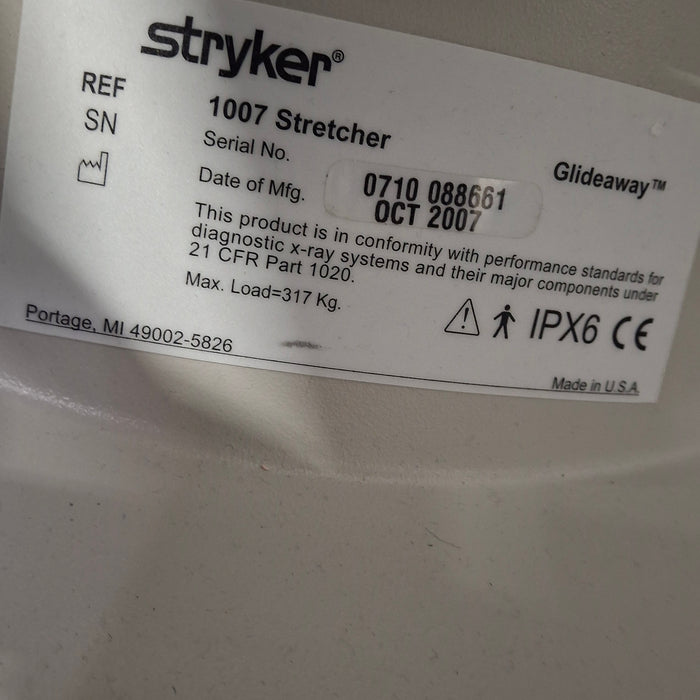 stryker®
REF 1007 Stretcher
SN Serial No. 0710 088661
Glideaway™
Date of Mfg. OCT 2007
This product is in conformity with performance standards for
diagnostic x-ray systems and their major components under
21 CFR Part 1020.
Max. Load=317 Kg.
IPX6 CE
Portage, MI 49002-5826
Made in U.S.A.